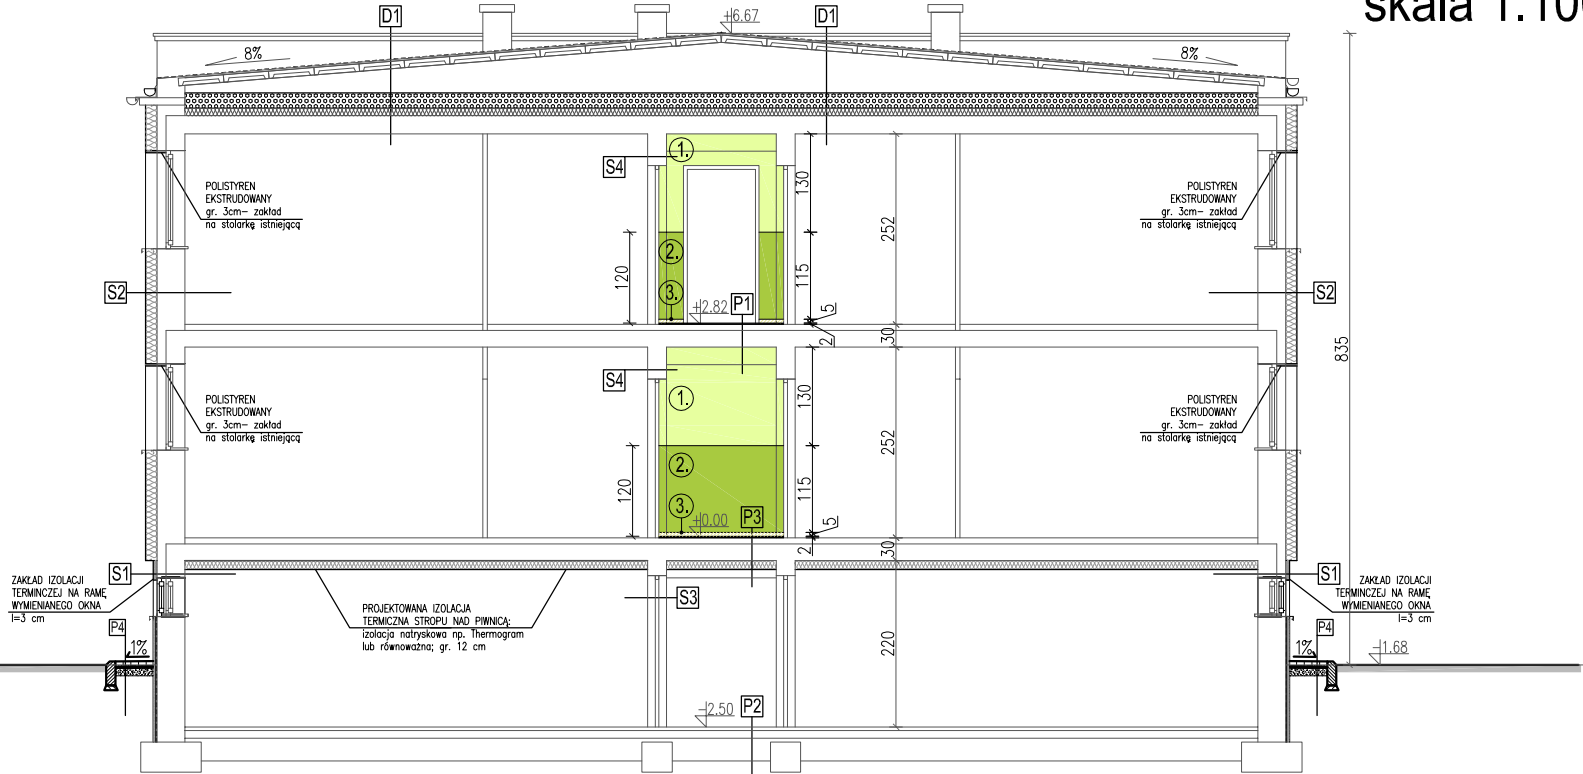 skala 1:100
D1
+6.67
D1
8%
8%
1.
S4
130
POLISTYREN
EKSTRUDOWANY
gr. 3cm– zakład
na stolarkę istniejącą
POLISTYREN
EKSTRUDOWANY
gr. 3cm– zakład
na stolarkę istniejącą
252
2.
120
115
S2
3.
+2.82
P1
5
S2
2
30
835
S4
1.
130
POLISTYREN
EKSTRUDOWANY
gr. 3cm– zakład
na stolarkę istniejącą
POLISTYREN
EKSTRUDOWANY
gr. 3cm– zakład
na stolarkę istniejącą
252
2.
120
115
3.
±0.00
P3
5
2
30
S1
S1
ZAKŁAD IZOLACJI
TERMINCZEJ NA RAMĘ
WYMIENIANEGO OKNA
l=3 cm
ZAKŁAD IZOLACJI
TERMINCZEJ NA RAMĘ
WYMIENIANEGO OKNA
l=3 cm
S3
PROJEKTOWANA IZOLACJA
TERMICZNA STROPU NAD PIWNICĄ:
izolacja natryskowa np. Thermogram
lub równoważna; gr. 12 cm
P4
1%
P4
1%
220
-1.68
-2.50
P2